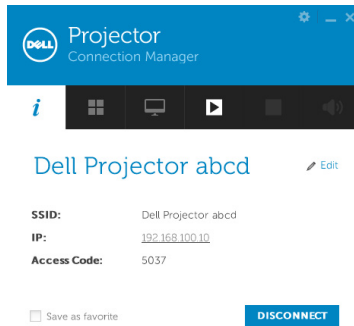 DELL
Projector
Connection Manager
i
Dell Projector abcd
Edit
SSID: Dell Projector abcd
IP: 192.168.100.10
Access Code: 5037
Save as favorite
DISCONNECT